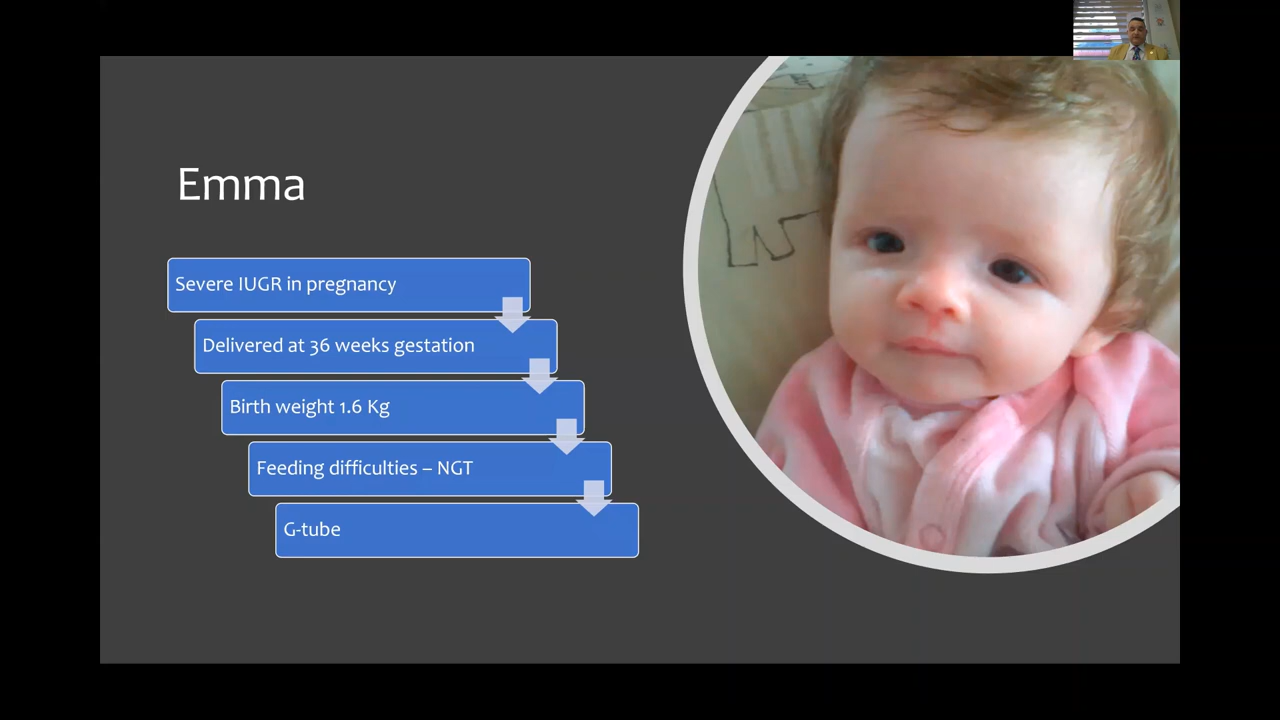 Emma
Severe IUGR in pregnancy
Delivered at 36 weeks gestation
Birth weight 1.6 Kg
Feeding difficulties – NGT
G-tube